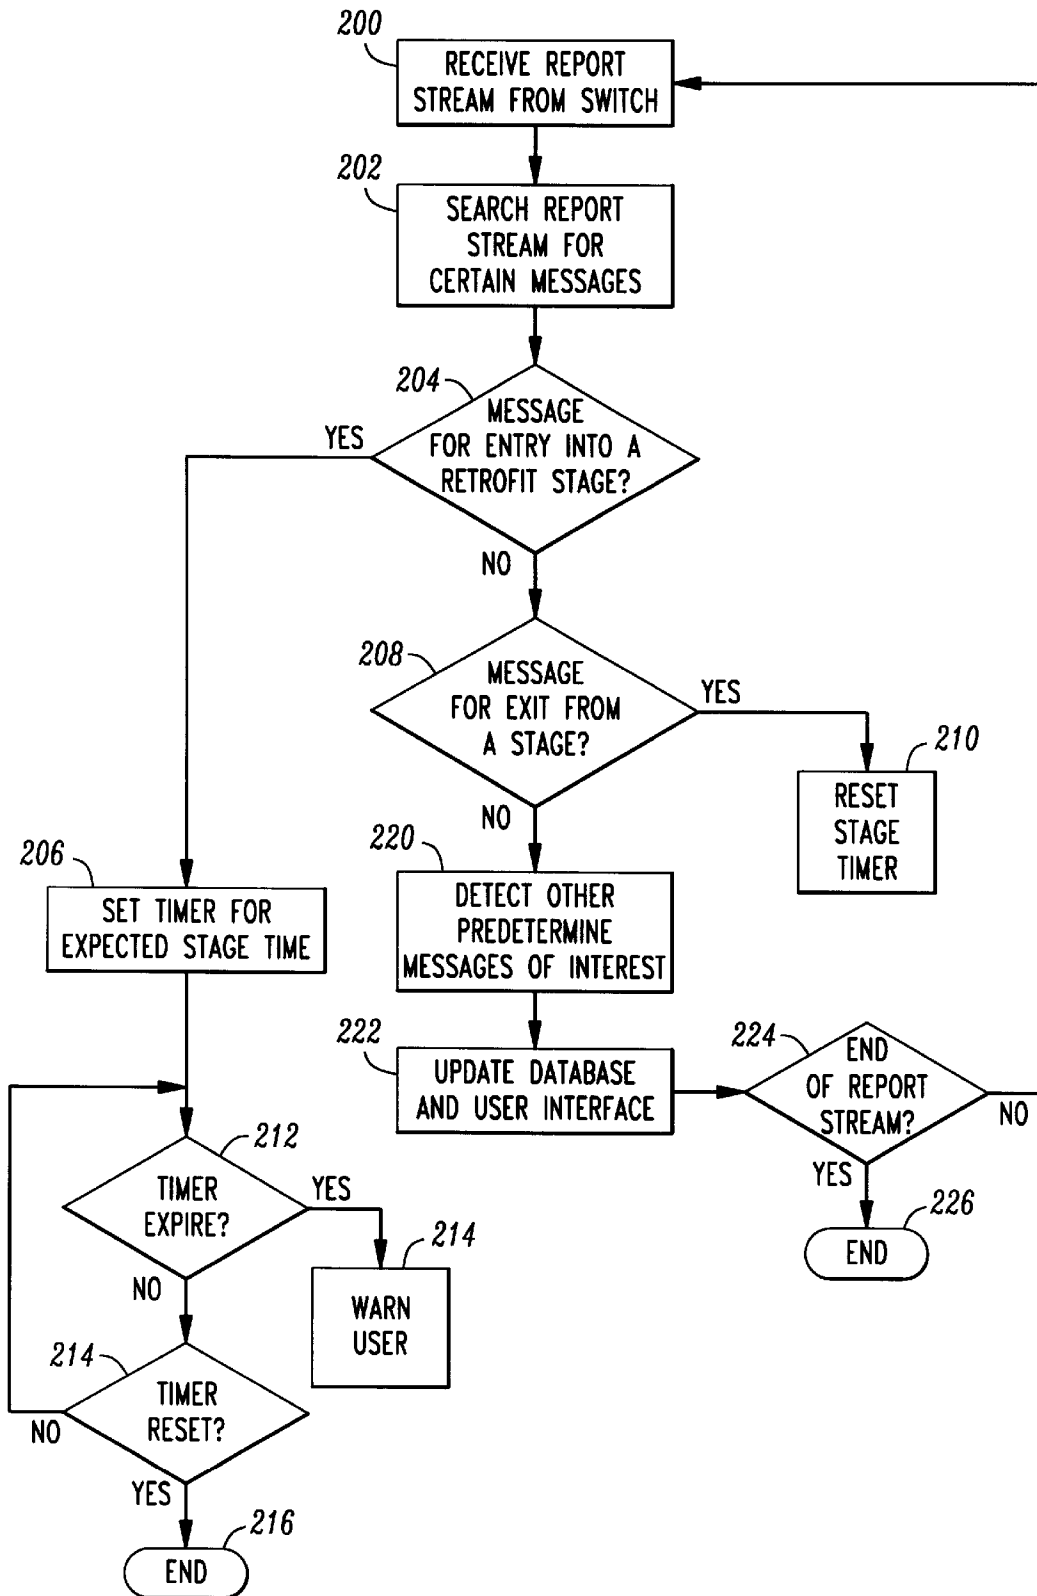 200
RECEIVE REPORT
STREAM FROM SWITCH
202
SEARCH REPORT
STREAM FOR
CERTAIN MESSAGES
204
MESSAGE
FOR ENTRY INTO A
RETROFIT STAGE?
YES
NO
208
MESSAGE
FOR EXIT FROM
A STAGE?
YES
NO
210
RESET
STAGE
TIMER
206
SET TIMER FOR
EXPECTED STAGE TIME
220
DETECT OTHER
PREDETERMINE
MESSAGES OF INTEREST
222
UPDATE DATABASE
AND USER INTERFACE
224
END
OF REPORT
STREAM?
NO
YES
226
END
212
TIMER
EXPIRE?
YES
NO
214
WARN
USER
214
TIMER
RESET?
NO
YES
216
END